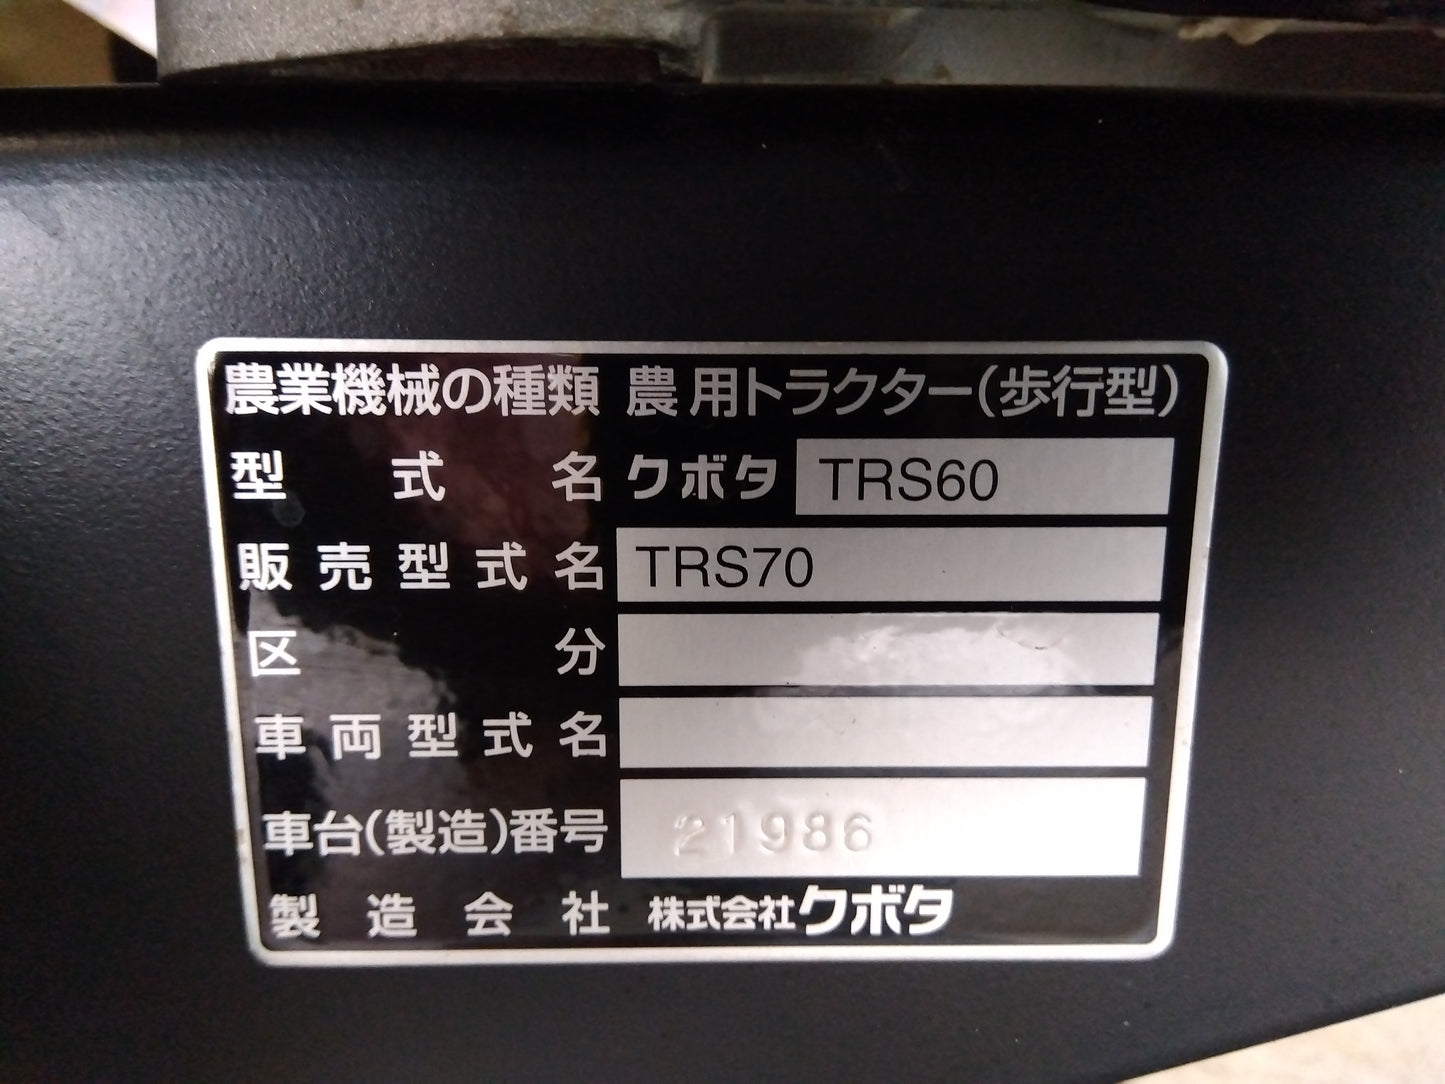 農業機械の種類 農用トラクター(歩行型)
型式名 クボタ TRS60
販売型式名 TRS70
区分
車両型式名
車台(製造)番号 21986
製造会社 株式会社クボタ